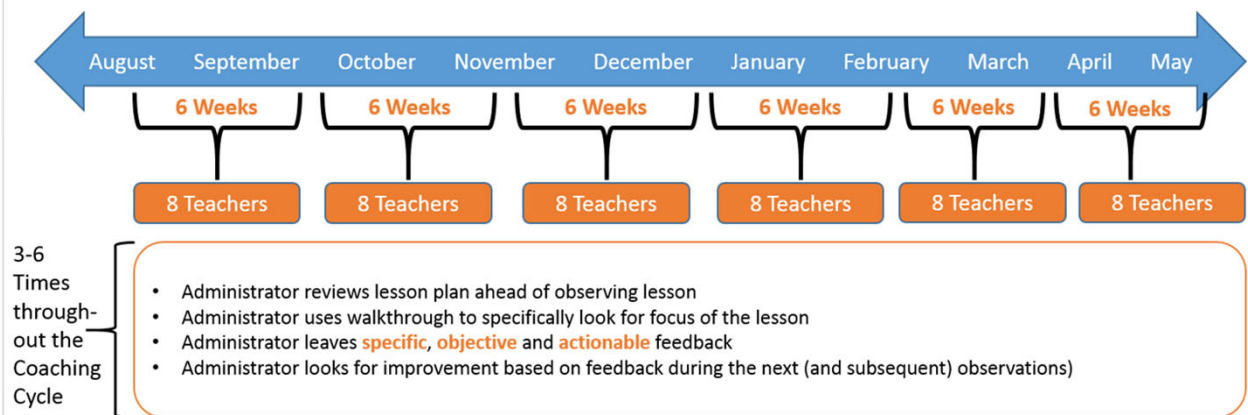 August September October November December January February March April May
6 Weeks 6 Weeks 6 Weeks 6 Weeks 6 Weeks 6 Weeks
8 Teachers 8 Teachers 8 Teachers 8 Teachers 8 Teachers 8 Teachers
3-6
Times
through-
out the
Coaching
Cycle
• Administrator reviews lesson plan ahead of observing lesson
• Administrator uses walkthrough to specifically look for focus of the lesson
• Administrator leaves specific, objective and actionable feedback
• Administrator looks for improvement based on feedback during the next (and subsequent) observations)